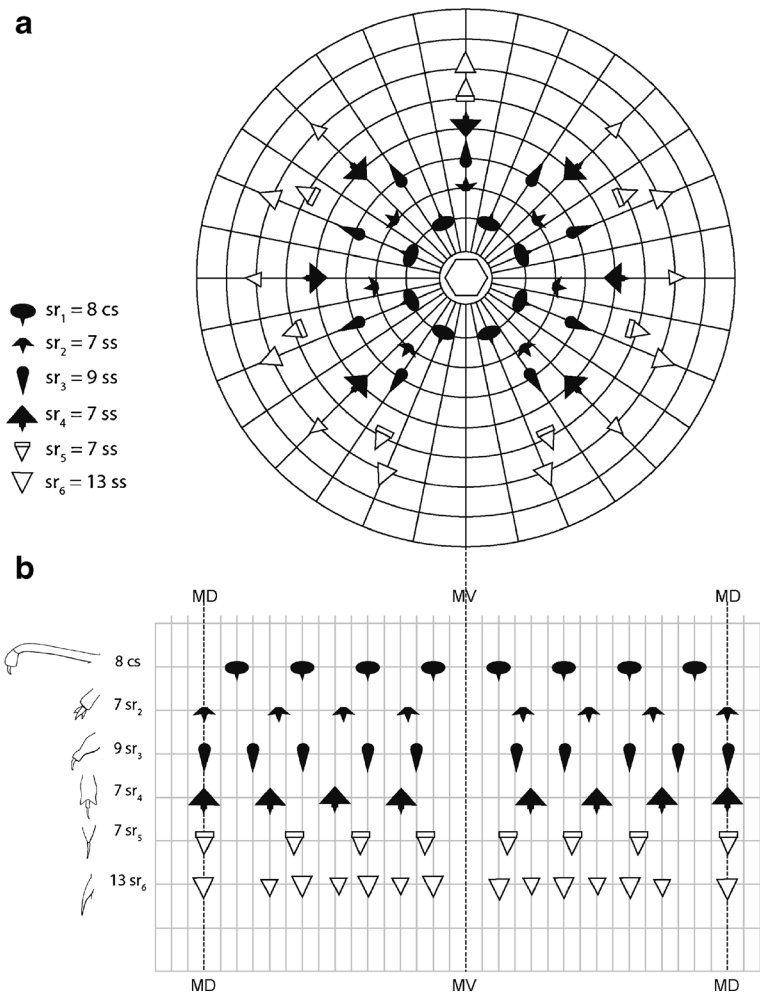 a
sr₁ = 8 cs
sr₂ = 7 ss
sr₃ = 9 ss
sr₄ = 7 ss
sr₅ = 7 ss
sr₆ = 13 ss
b
MD MV MD
8 cs
7 sr₂
9 sr₃
7 sr₄
7 sr₅
13 sr₆
MD MV MD